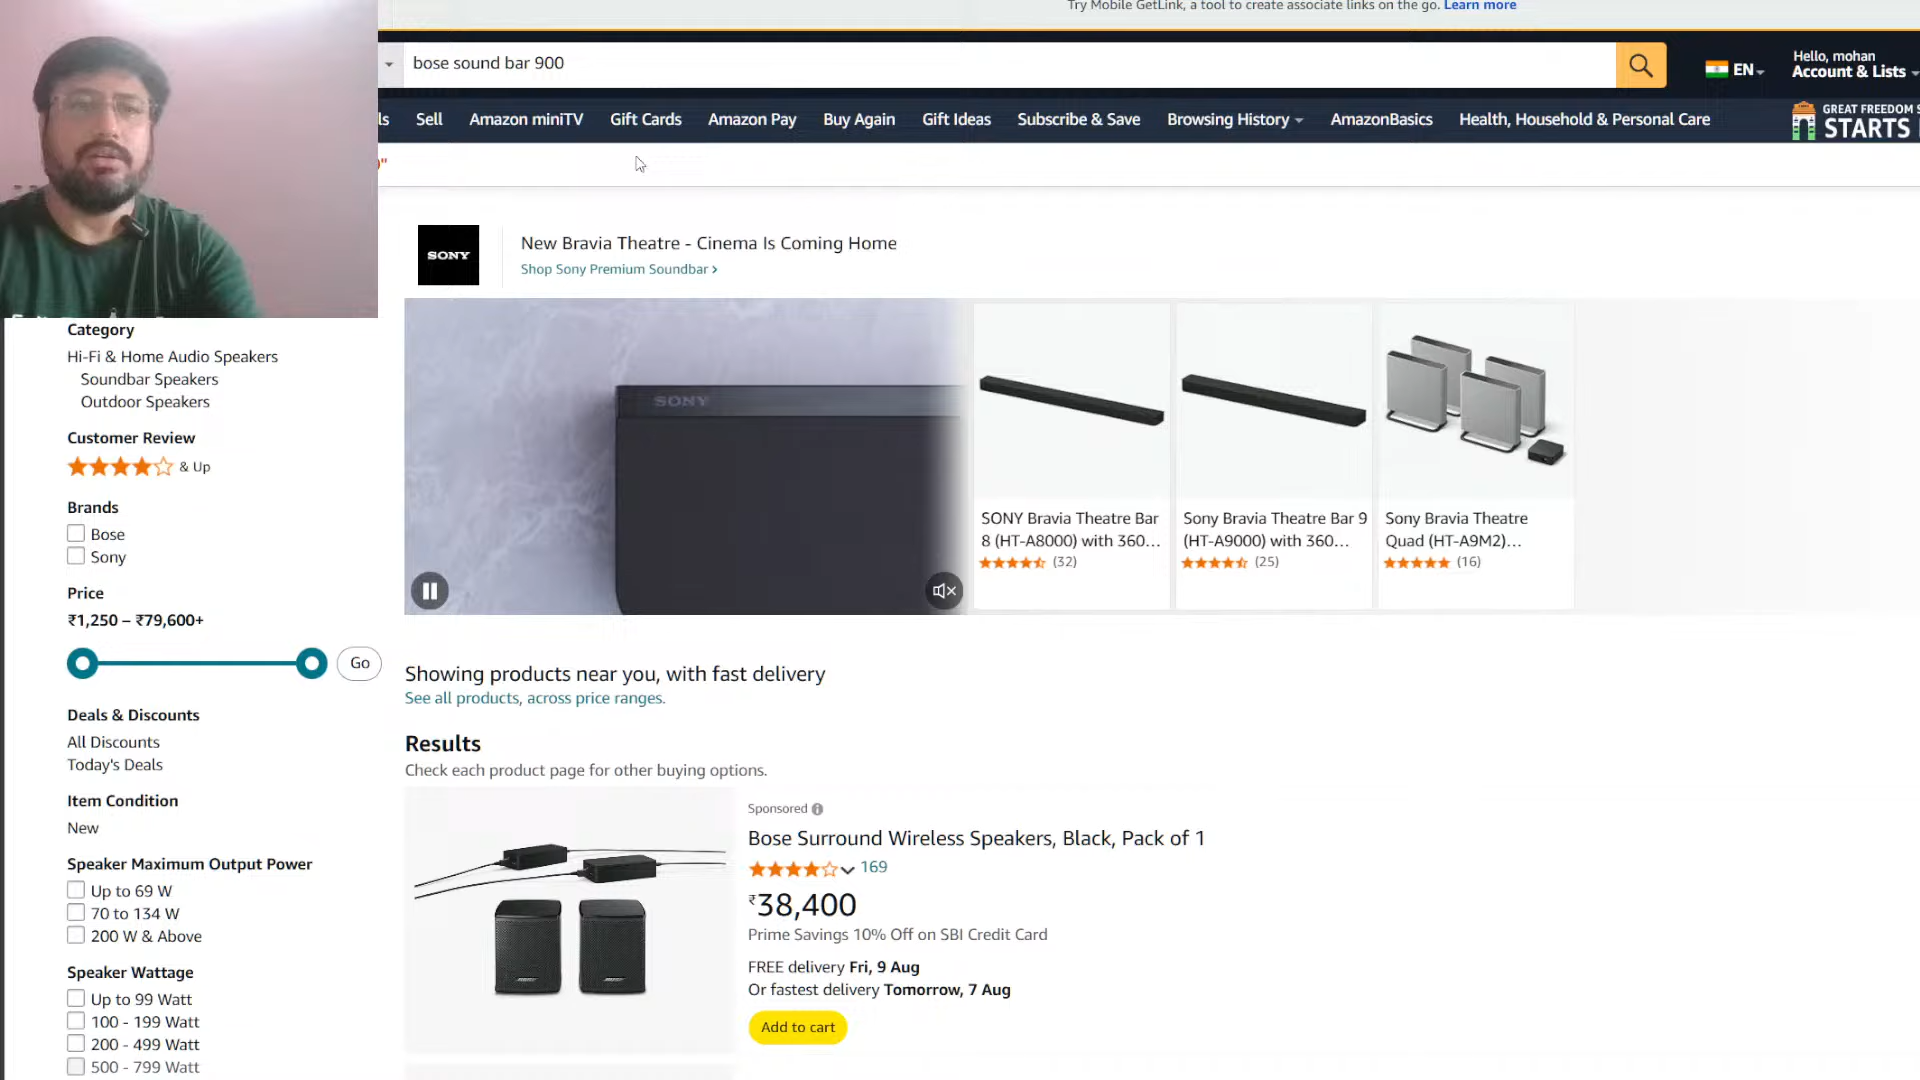 Try Mobile GetLink, a tool to create associate links on the go. Learn more
bose sound bar 900
EN
Hello, mohan
Account & Lists
ls Sell Amazon miniTV Gift Cards Amazon Pay Buy Again Gift Ideas Subscribe & Save Browsing History AmazonBasics Health, Household & Personal Care
GREAT FREEDOM S
STARTS
"
SONY
New Bravia Theatre - Cinema Is Coming Home
Shop Sony Premium Soundbar ›
SONY
SONY Bravia Theatre Bar
8 (HT-A8000) with 360...
(32)
Sony Bravia Theatre Bar 9
(HT-A9000) with 360...
(25)
Sony Bravia Theatre
Quad (HT-A9M2)...
(16)
Category
Hi-Fi & Home Audio Speakers
Soundbar Speakers
Outdoor Speakers
Customer Review
& Up
Brands
Bose
Sony
Price
₹1,250 – ₹79,600+
Go
Deals & Discounts
All Discounts
Today's Deals
Item Condition
New
Speaker Maximum Output Power
Up to 69 W
70 to 134 W
200 W & Above
Speaker Wattage
Up to 99 Watt
100 - 199 Watt
200 - 499 Watt
500 - 799 Watt
Showing products near you, with fast delivery
See all products, across price ranges.
Results
Check each product page for other buying options.
Sponsored
Bose Surround Wireless Speakers, Black, Pack of 1
169
₹38,400
Prime Savings 10% Off on SBI Credit Card
FREE delivery Fri, 9 Aug
Or fastest delivery Tomorrow, 7 Aug
Add to cart